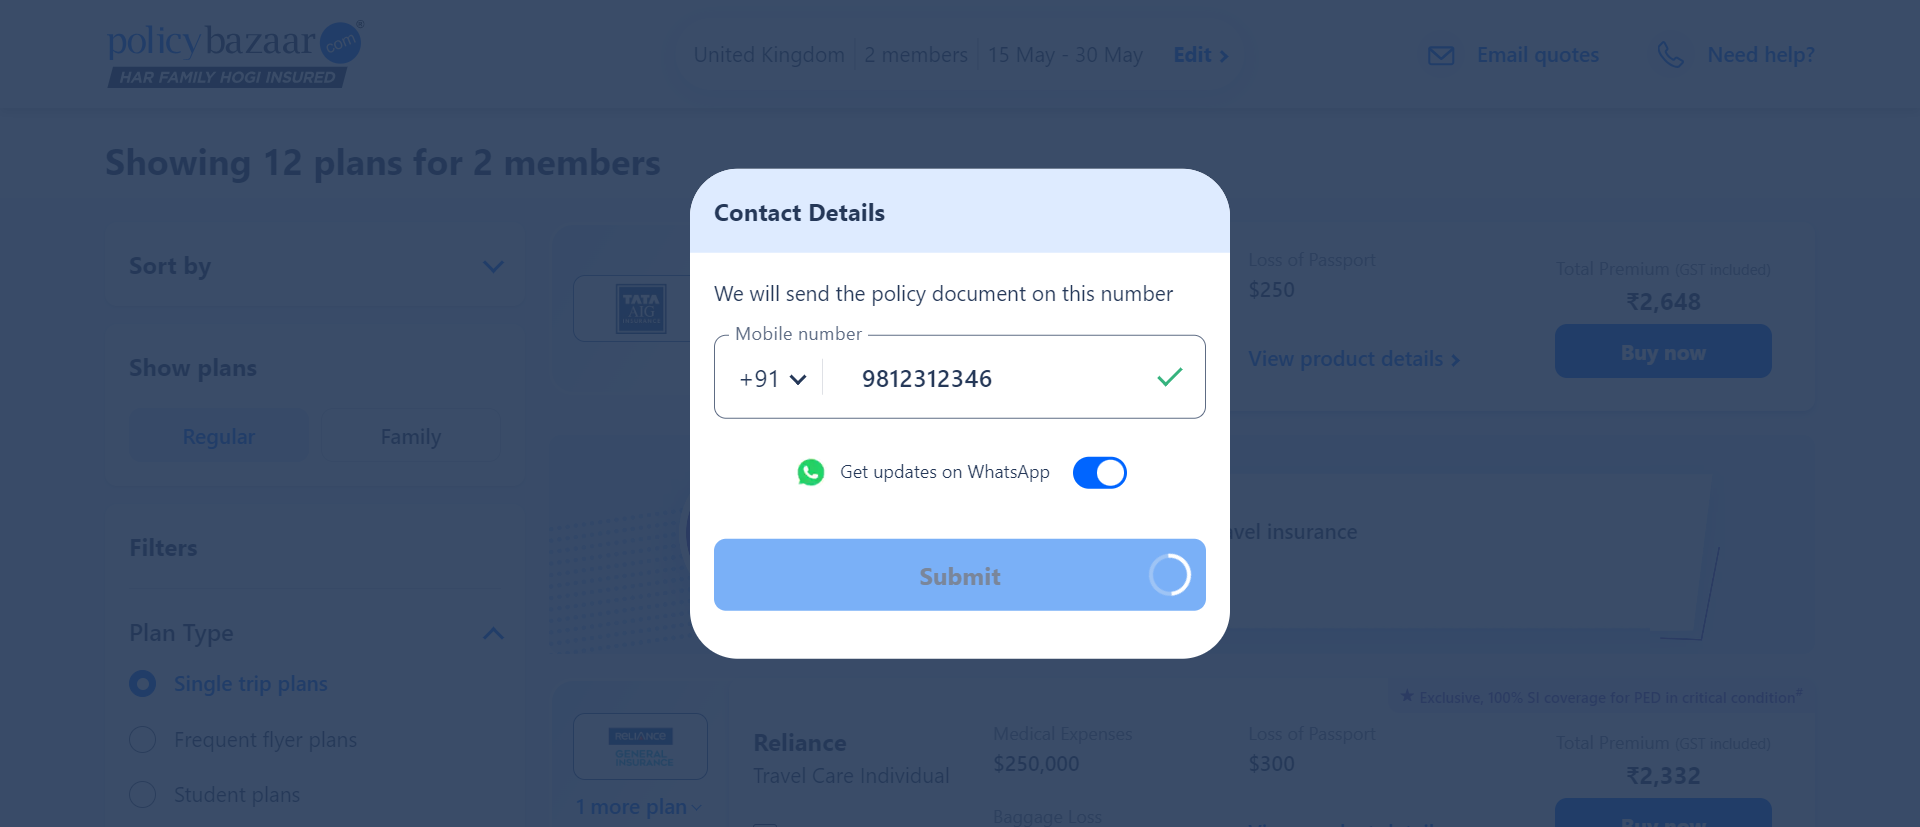 policybazaar.com®
HAR FAMILY HOGI INSURED
United Kingdom 2 members 15 May - 30 May Edit
Email quotes
Need help?
Showing 12 plans for 2 members
Sort by
Show plans
Regular Family
Filters
Plan Type
Single trip plans
Frequent flyer plans
Student plans
TATA
AIG
INSURANCE
Loss of Passport
$250
View product details
Total Premium (GST included)
₹2,648
Buy now
Contact Details
We will send the policy document on this number
Mobile number
+91 9812312346
Get updates on WhatsApp
Submit
vel insurance
Exclusive, 100% SI coverage for PED in critical condition
RELIANCE
GENERAL
INSURANCE
1 more plan
Reliance
Travel Care Individual
Medical Expenses
$250,000
Baggage Loss
Loss of Passport
$300
Total Premium (GST included)
₹2,332
Buy now